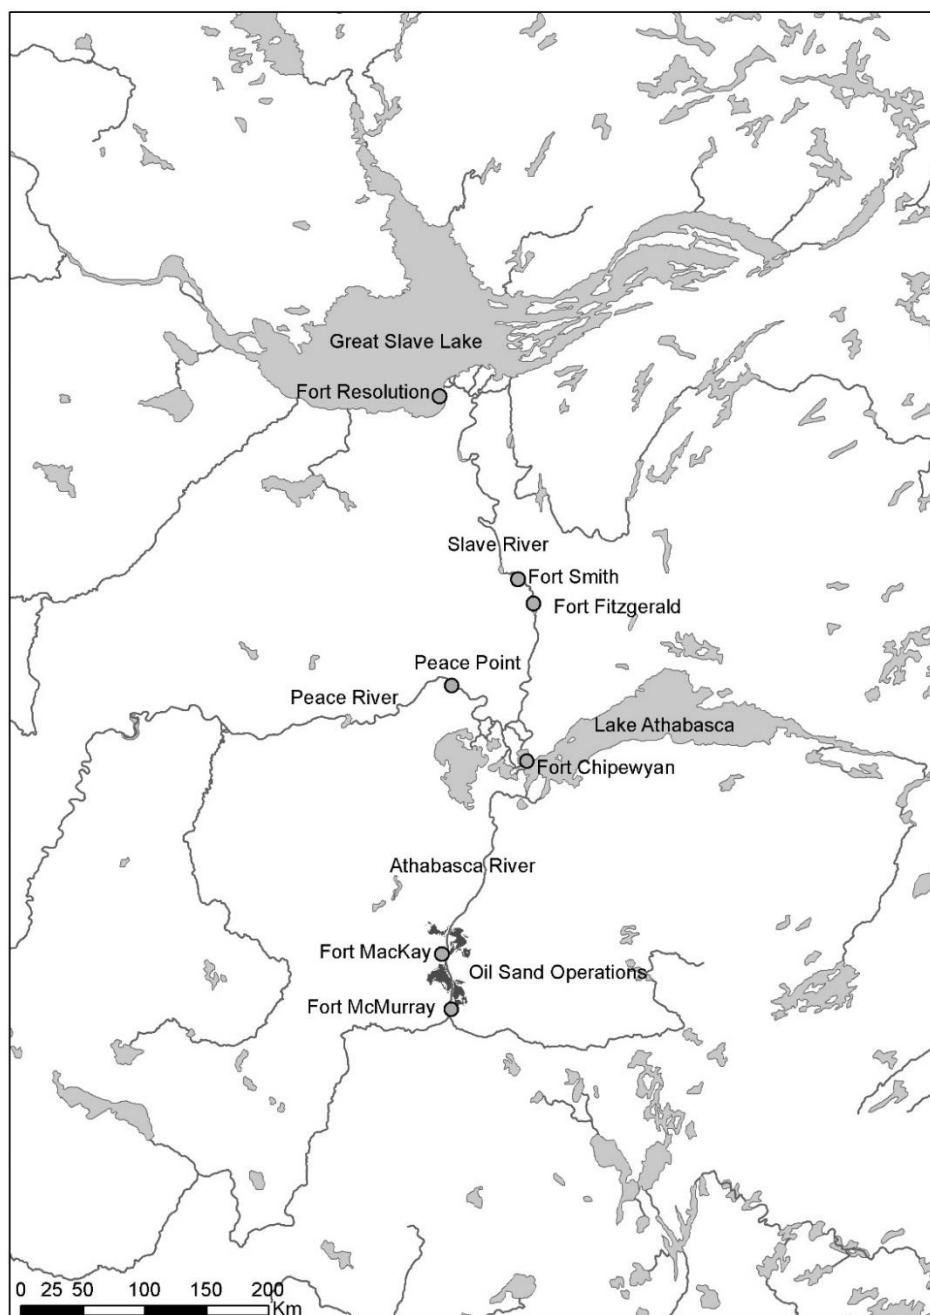 Great Slave Lake
Fort Resolution
Slave River
Fort Smith
Fort Fitzgerald
Peace Point
Peace River
Lake Athabasca
Fort Chipewyan
Athabasca River
Fort MacKay
Oil Sand Operations
Fort McMurray
0 25 50 100 150 200
Km